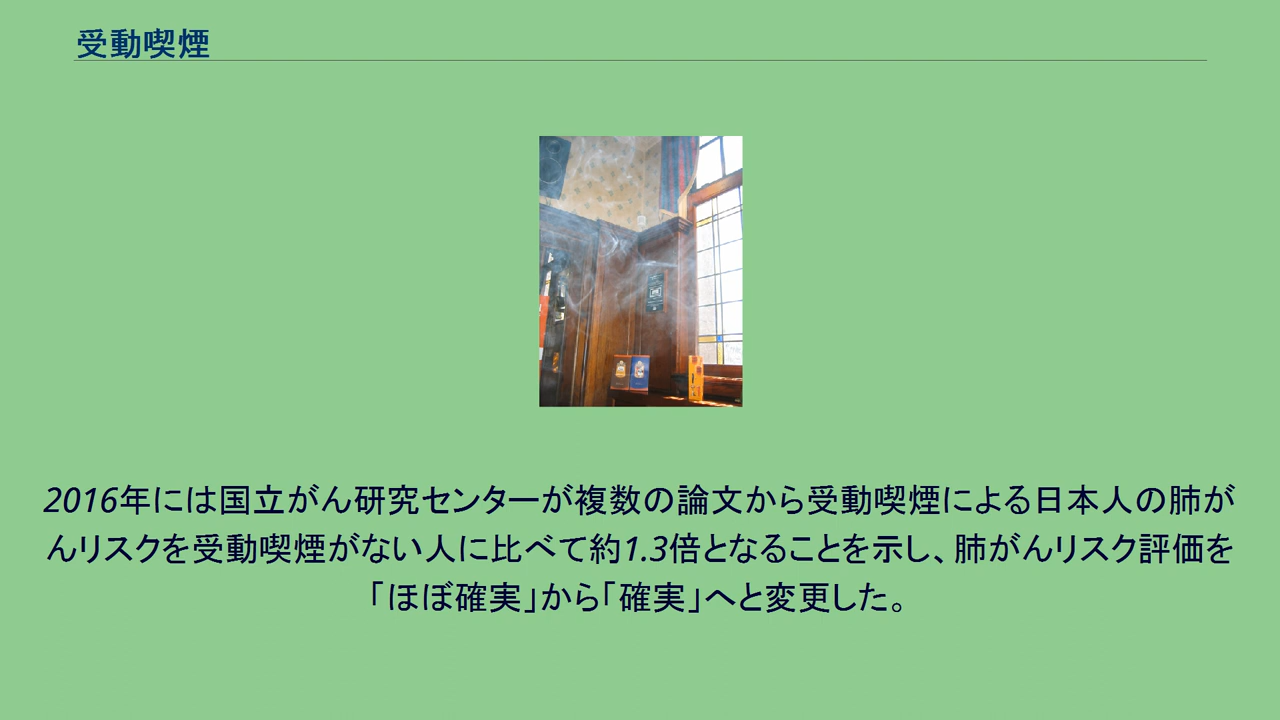 受動喫煙
2016年には国立がん研究センターが複数の論文から受動喫煙による日本人の肺が
んリスクを受動喫煙がない人に比べて約1.3倍となることを示し、肺がんリスク評価を
「ほぼ確実」から「確実」へと変更した。